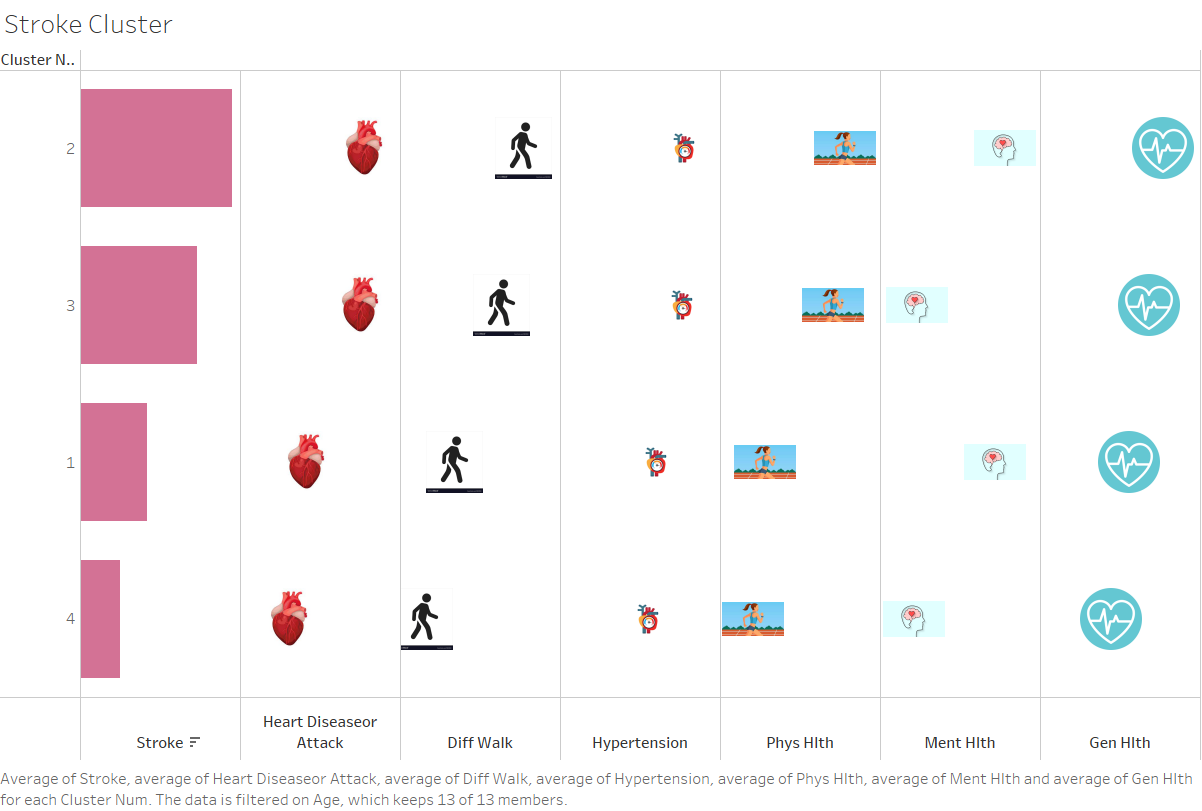 Stroke Cluster
Cluster N..
2
3
1
4
Stroke
Heart Diseaseor
Attack
Diff Walk
Hypertension
Phys Hlth
Ment Hlth
Gen Hlth
Average of Stroke, average of Heart Diseaseor Attack, average of Diff Walk, average of Hypertension, average of Phys Hlth, average of Ment Hlth and average of Gen Hlth
for each Cluster Num. The data is filtered on Age, which keeps 13 of 13 members.